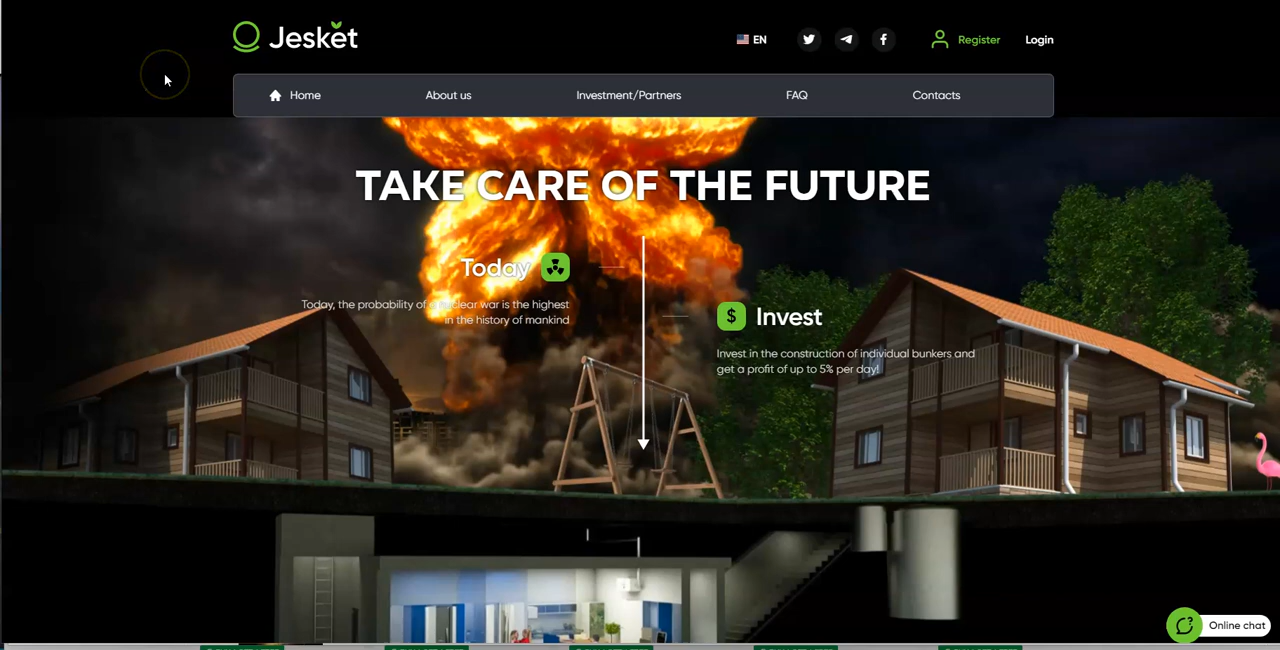 Jesket
EN
Register
Login
Home
About us
Investment/Partners
FAQ
Contacts
TAKE CARE OF THE FUTURE
Today
Today, the probability of a nuclear war is the highest
in the history of mankind
$ Invest
Invest in the construction of individual bunkers and
get a profit of up to 5% per day!
Online chat